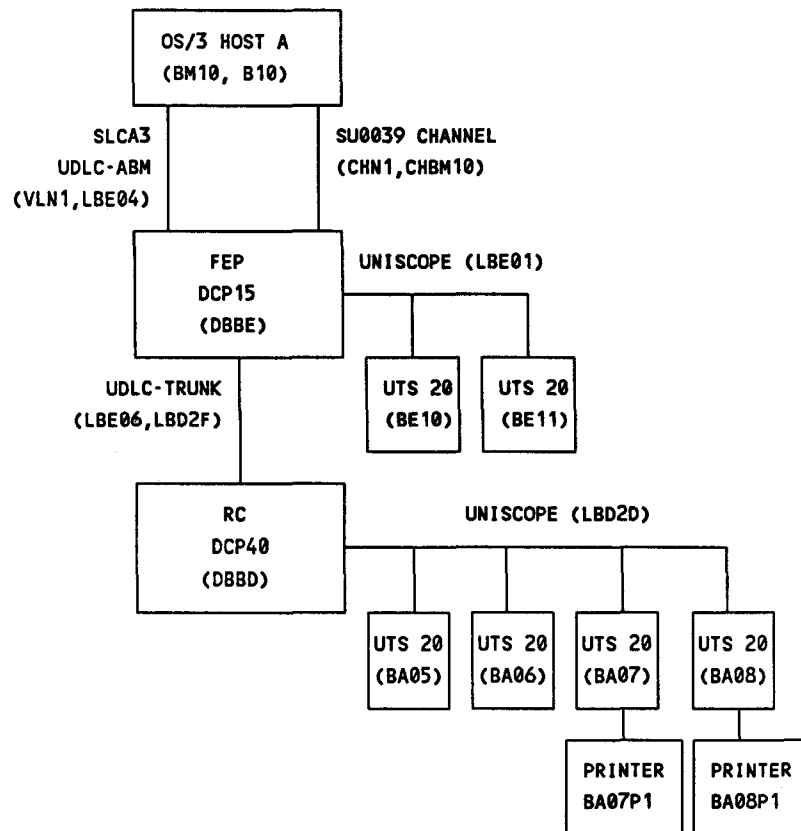 OS/3 HOST A
(BM10, B10)
SLCA3
UDLC-ABM
(VLN1,LBE04)
SU0039 CHANNEL
(CHN1,CHBM10)
FEP
DCP15
(DBBE)
UNISCOPE (LBE01)
UTS 20
(BE10)
UTS 20
(BE11)
UDLC-TRUNK
(LBE06,LBD2F)
RC
DCP40
(DBBD)
UNISCOPE (LBD2D)
UTS 20
(BA05)
UTS 20
(BA06)
UTS 20
(BA07)
UTS 20
(BA08)
PRINTER
BA07P1
PRINTER
BA08P1